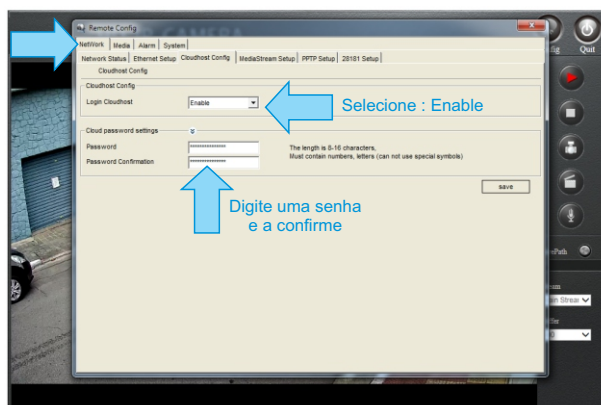 Remote Config
CAMERA
NetWork Media Alarm System
Network Status Ethernet Setup Cloudhost Config MediaStream Setup PPTP Setup 28181 Setup
Cloudhost Config
Cloudhost Config
Login Cloudhost Enable
Selecione : Enable
Cloud password settings
Password
The length is 8-16 characters,
Must contain numbers, letters (can not use special symbols)
Password Confirmation
save
Digite uma senha
e a confirme
Quit